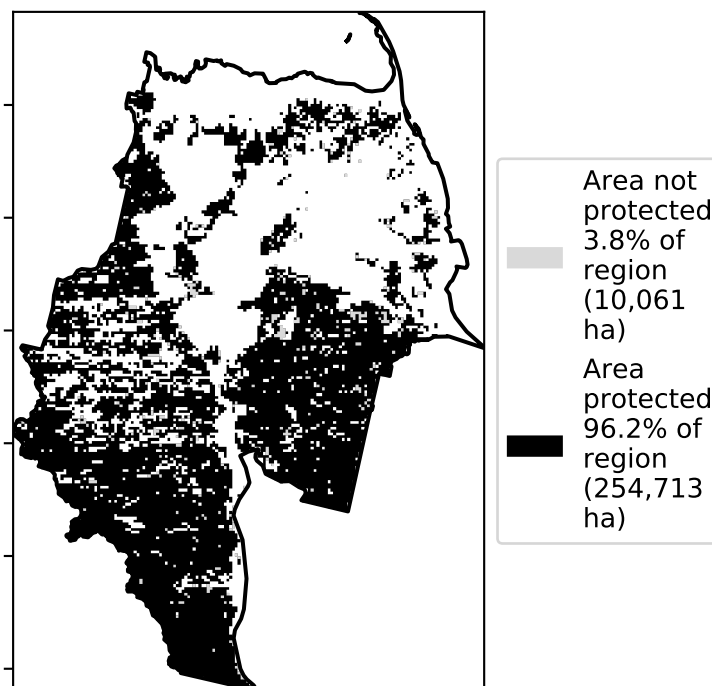 Area not
protected
3.8% of
region
(10,061
ha)
Area
protected
96.2% of
region
(254,713
ha)